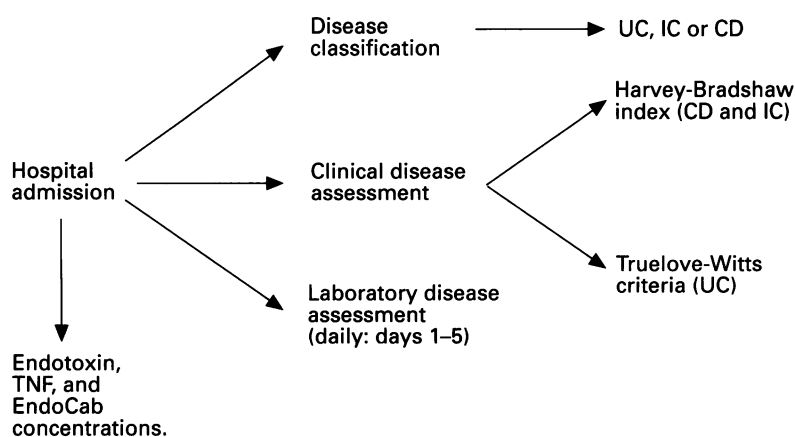 Disease
classification
UC, IC or CD
Harvey-Bradshaw
index (CD and IC)
Hospital
admission
Clinical disease
assessment
Truelove-Witts
criteria (UC)
Laboratory disease
assessment
(daily: days 1–5)
Endotoxin,
TNF, and
EndoCab
concentrations.